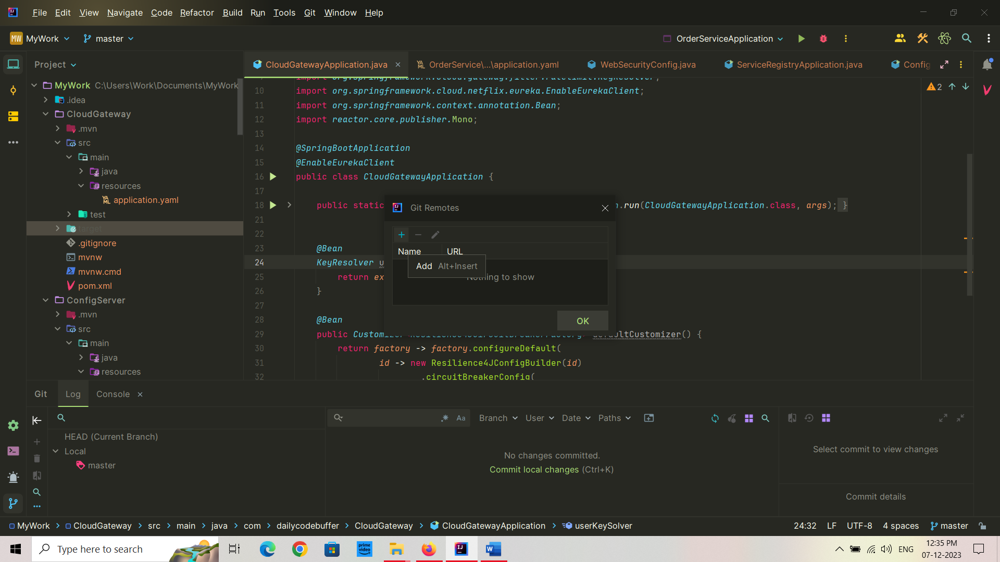 File Edit View Navigate Code Refactor Build Run Tools Git Window Help
MW MyWork master OrderServiceApplication
Project
CloudGatewayApplication.java OrderService\...\application.yaml WebSecurityConfig.java ServiceRegistryApplication.java Config
MyWork C:\Users\Work\Documents\MyWork
.idea
CloudGateway
.mvn
src
main
java
resources
application.yaml
test
target
.gitignore
mvnw
mvnw.cmd
pom.xml
ConfigServer
.mvn
src
main
java
resources
2
import org.springframework.cloud.gateway.filter.ratelimit.KeyResolver;
10 import org.springframework.cloud.netflix.eureka.EnableEurekaClient;
11 import org.springframework.context.annotation.Bean;
12 import reactor.core.publisher.Mono;
13
14 @SpringBootApplication
15 @EnableEurekaClient
16 public class CloudGatewayApplication {
17
18 public static .run(CloudGatewayApplication.class, args); }
21
22
23 @Bean
24 KeyResolver u
25 return ex
26 }
27
28 @Bean
29 public Customizer defaultCustomizer() {
30 return factory -> factory.configureDefault(
31 id -> new Resilience4JConfigBuilder(id)
32 .circuitBreakerConfig(
Git Remotes
Name URL
Add Alt+Insert
Nothing to show
OK
Git Log Console
Aa Branch User Date Paths
HEAD (Current Branch)
Local
master
No changes committed.
Commit local changes (Ctrl+K)
Select commit to view changes
Commit details
MyWork CloudGateway src main java com dailycodebuffer CloudGateway CloudGatewayApplication userKeySolver 24:32 LF UTF-8 4 spaces master
Type here to search
prime video
ENG
12:35 PM
07-12-2023